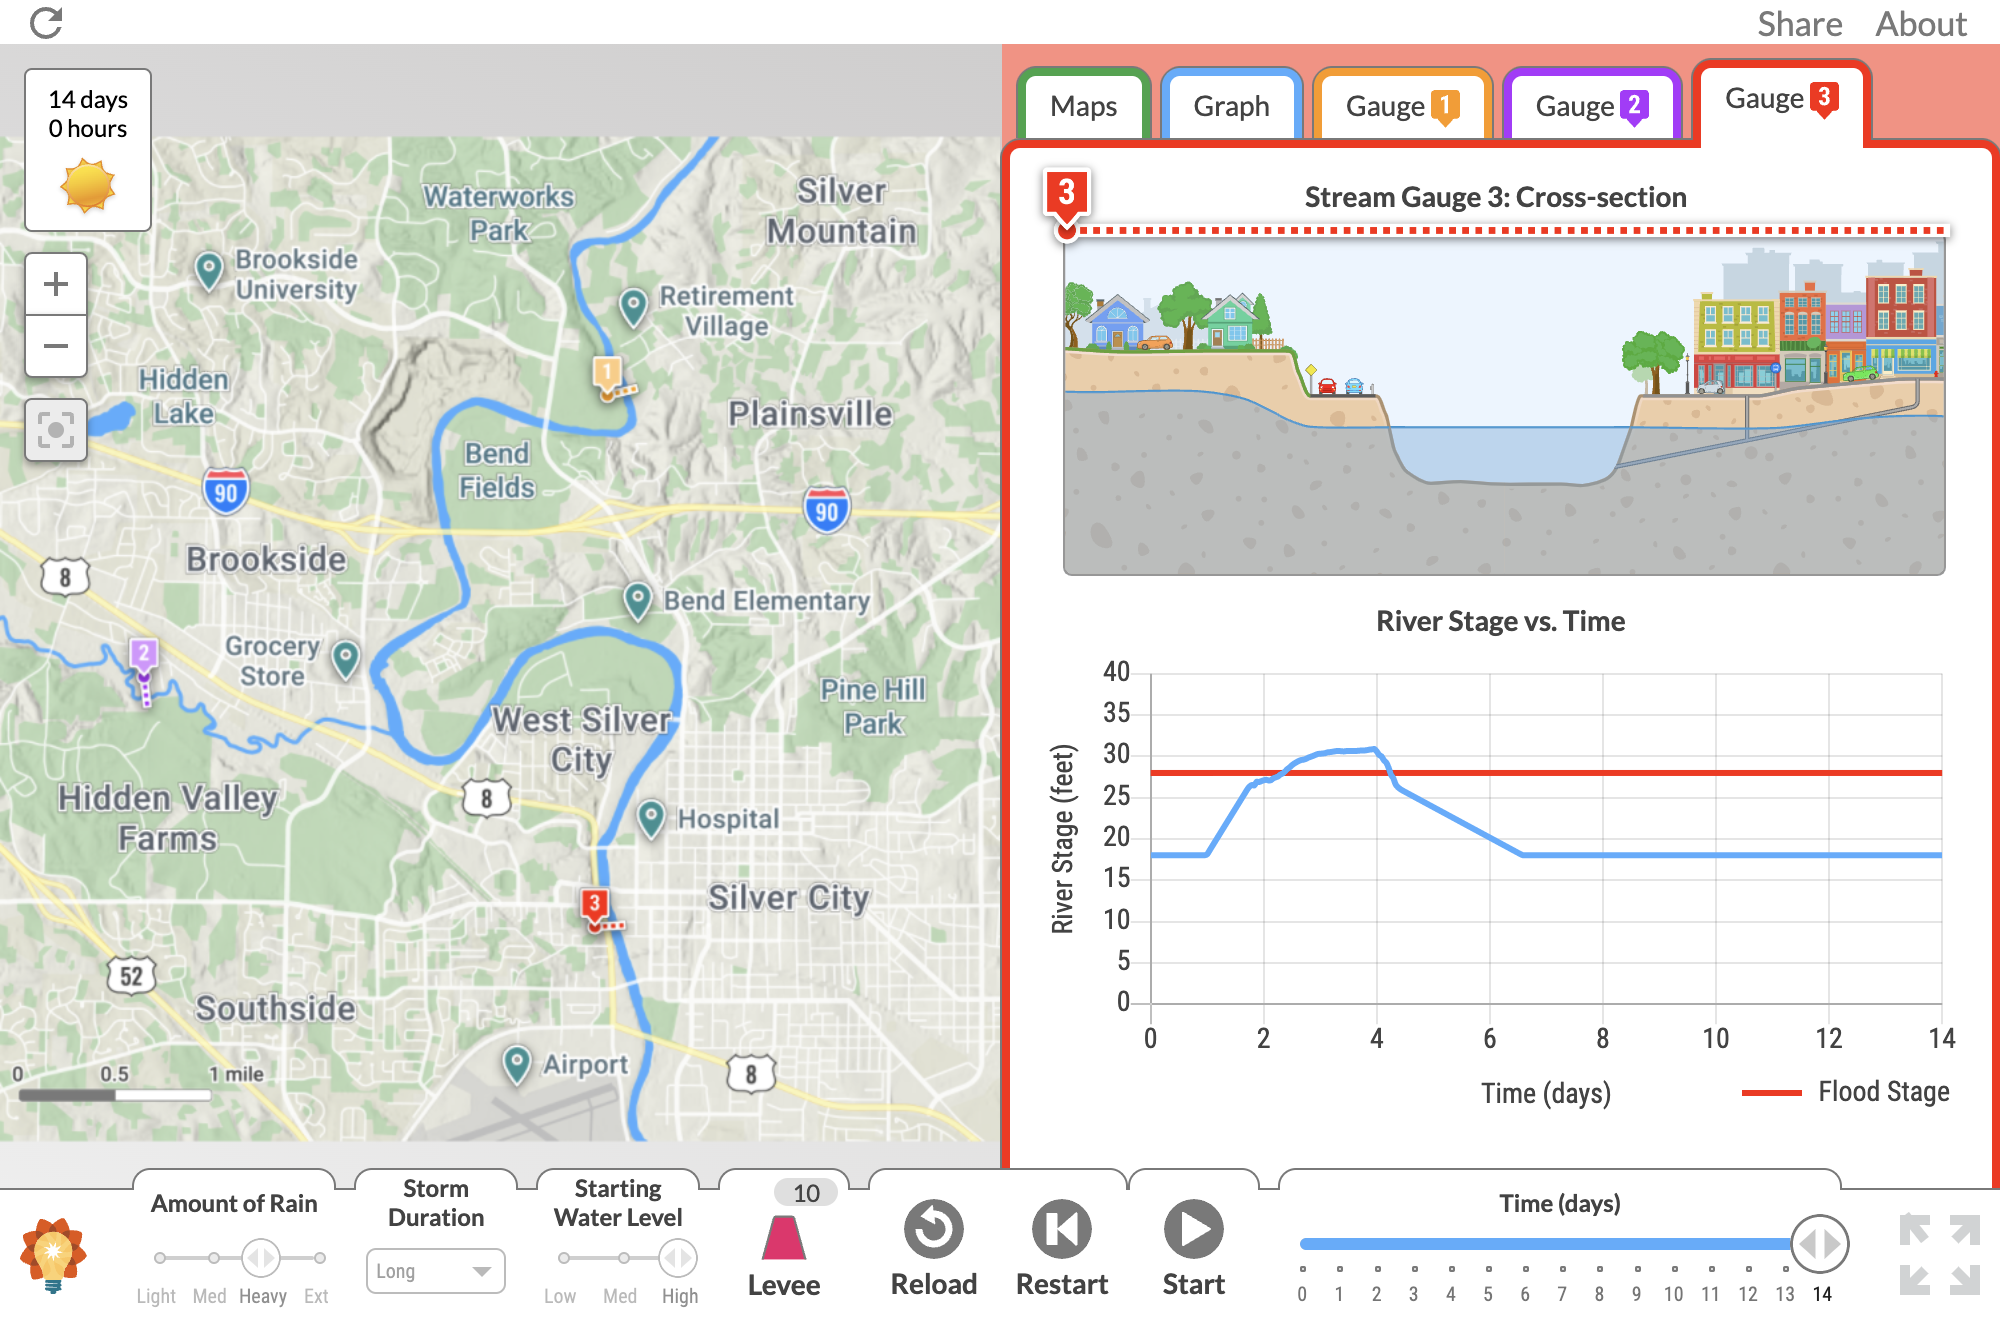 Share About
14 days
0 hours
Maps
Graph
Gauge 1
Gauge 2
Gauge 3
+
−
Waterworks
Park
Silver
Mountain
Brookside
University
Retirement
Village
1
Hidden
Lake
Plainsville
Bend
Fields
90
90
Brookside
8
Bend Elementary
2
Grocery
Store
Pine Hill
Park
West Silver
City
Hidden Valley
Farms
8
Hospital
3
Silver City
52
Southside
Airport
8
0 0.5 1 mile
3
Stream Gauge 3: Cross-section
River Stage vs. Time
River Stage (feet)
40
35
30
25
20
15
10
5
0
0 2 4 6 8 10 12 14
Time (days)
Flood Stage
Amount of Rain
Light Med Heavy Ext
Storm
Duration
Long
Starting
Water Level
Low Med High
10
Levee
Reload
Restart
Start
Time (days)
0 1 2 3 4 5 6 7 8 9 10 11 12 13 14